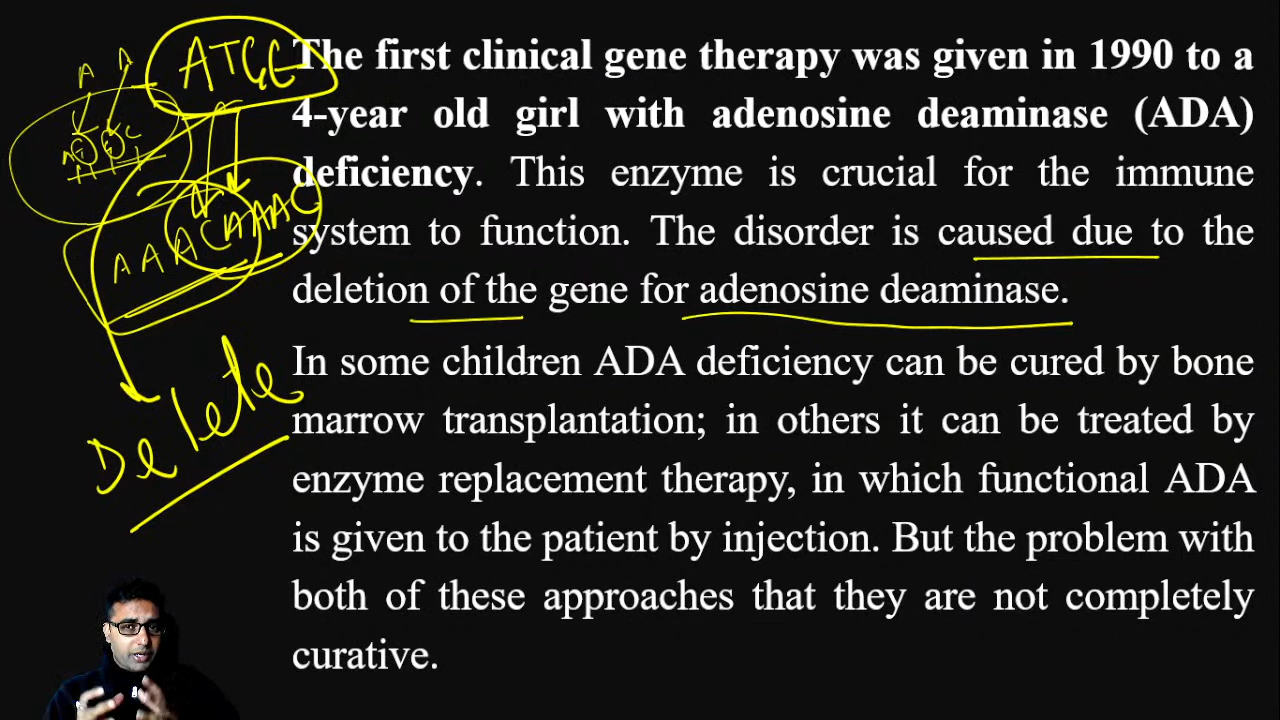 The first clinical gene therapy was given in 1990 to a
4-year old girl with adenosine deaminase (ADA)
deficiency. This enzyme is crucial for the immune
system to function. The disorder is caused due to the
deletion of the gene for adenosine deaminase.
In some children ADA deficiency can be cured by bone
marrow transplantation; in others it can be treated by
enzyme replacement therapy, in which functional ADA
is given to the patient by injection. But the problem with
both of these approaches that they are not completely
curative.
A A
AAACAAAC
Delete